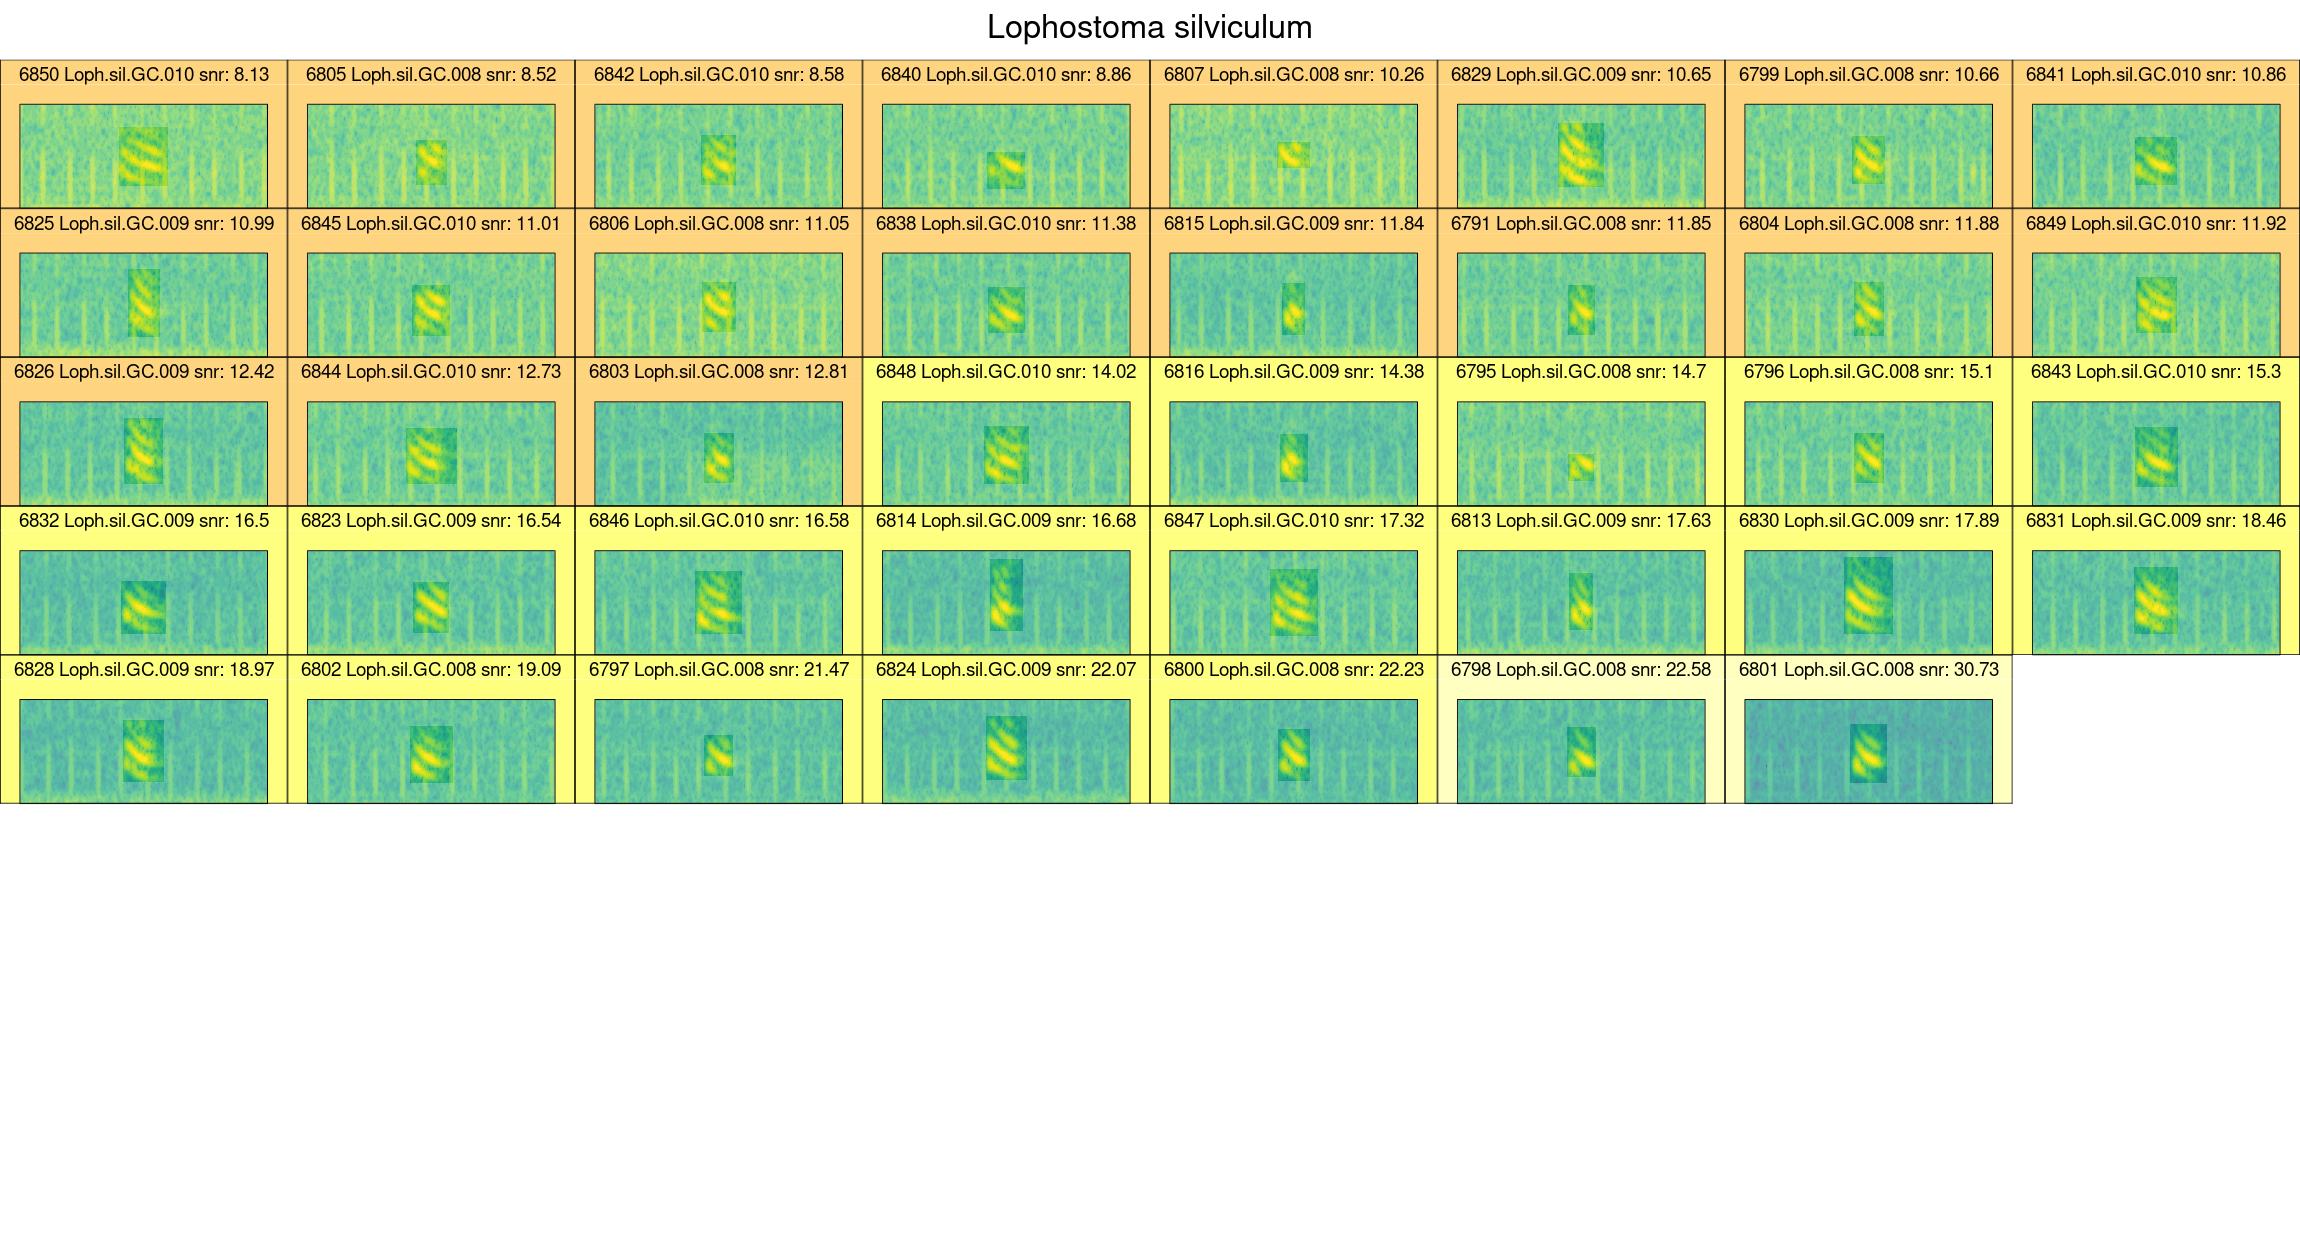 Lophostoma silviculum
6850 Loph.sil.GC.010 snr: 8.13
6805 Loph.sil.GC.008 snr: 8.52
6842 Loph.sil.GC.010 snr: 8.58
6840 Loph.sil.GC.010 snr: 8.86
6807 Loph.sil.GC.008 snr: 10.26
6829 Loph.sil.GC.009 snr: 10.65
6799 Loph.sil.GC.008 snr: 10.66
6841 Loph.sil.GC.010 snr: 10.86
6825 Loph.sil.GC.009 snr: 10.99
6845 Loph.sil.GC.010 snr: 11.01
6806 Loph.sil.GC.008 snr: 11.05
6838 Loph.sil.GC.010 snr: 11.38
6815 Loph.sil.GC.009 snr: 11.84
6791 Loph.sil.GC.008 snr: 11.85
6804 Loph.sil.GC.008 snr: 11.88
6849 Loph.sil.GC.010 snr: 11.92
6826 Loph.sil.GC.009 snr: 12.42
6844 Loph.sil.GC.010 snr: 12.73
6803 Loph.sil.GC.008 snr: 12.81
6848 Loph.sil.GC.010 snr: 14.02
6816 Loph.sil.GC.009 snr: 14.38
6795 Loph.sil.GC.008 snr: 14.7
6796 Loph.sil.GC.008 snr: 15.1
6843 Loph.sil.GC.010 snr: 15.3
6832 Loph.sil.GC.009 snr: 16.5
6823 Loph.sil.GC.009 snr: 16.54
6846 Loph.sil.GC.010 snr: 16.58
6814 Loph.sil.GC.009 snr: 16.68
6847 Loph.sil.GC.010 snr: 17.32
6813 Loph.sil.GC.009 snr: 17.63
6830 Loph.sil.GC.009 snr: 17.89
6831 Loph.sil.GC.009 snr: 18.46
6828 Loph.sil.GC.009 snr: 18.97
6802 Loph.sil.GC.008 snr: 19.09
6797 Loph.sil.GC.008 snr: 21.47
6824 Loph.sil.GC.009 snr: 22.07
6800 Loph.sil.GC.008 snr: 22.23
6798 Loph.sil.GC.008 snr: 22.58
6801 Loph.sil.GC.008 snr: 30.73